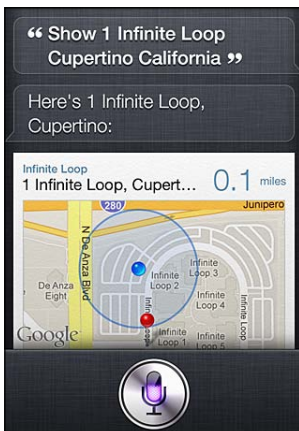 “ Show 1 Infinite Loop
Cupertino California ”
Here's 1 Infinite Loop,
Cupertino:
Infinite Loop
1 Infinite Loop, Cupert... 0.1 miles
280
Junipero
N De Anza Blvd
Infinite
Loop 3
Infinite
Loop 2
De Anza
Eight
Infinite
Loop 4
Infinite Loop
Infinite
Loop 1
Infinite
Loop 5
Google